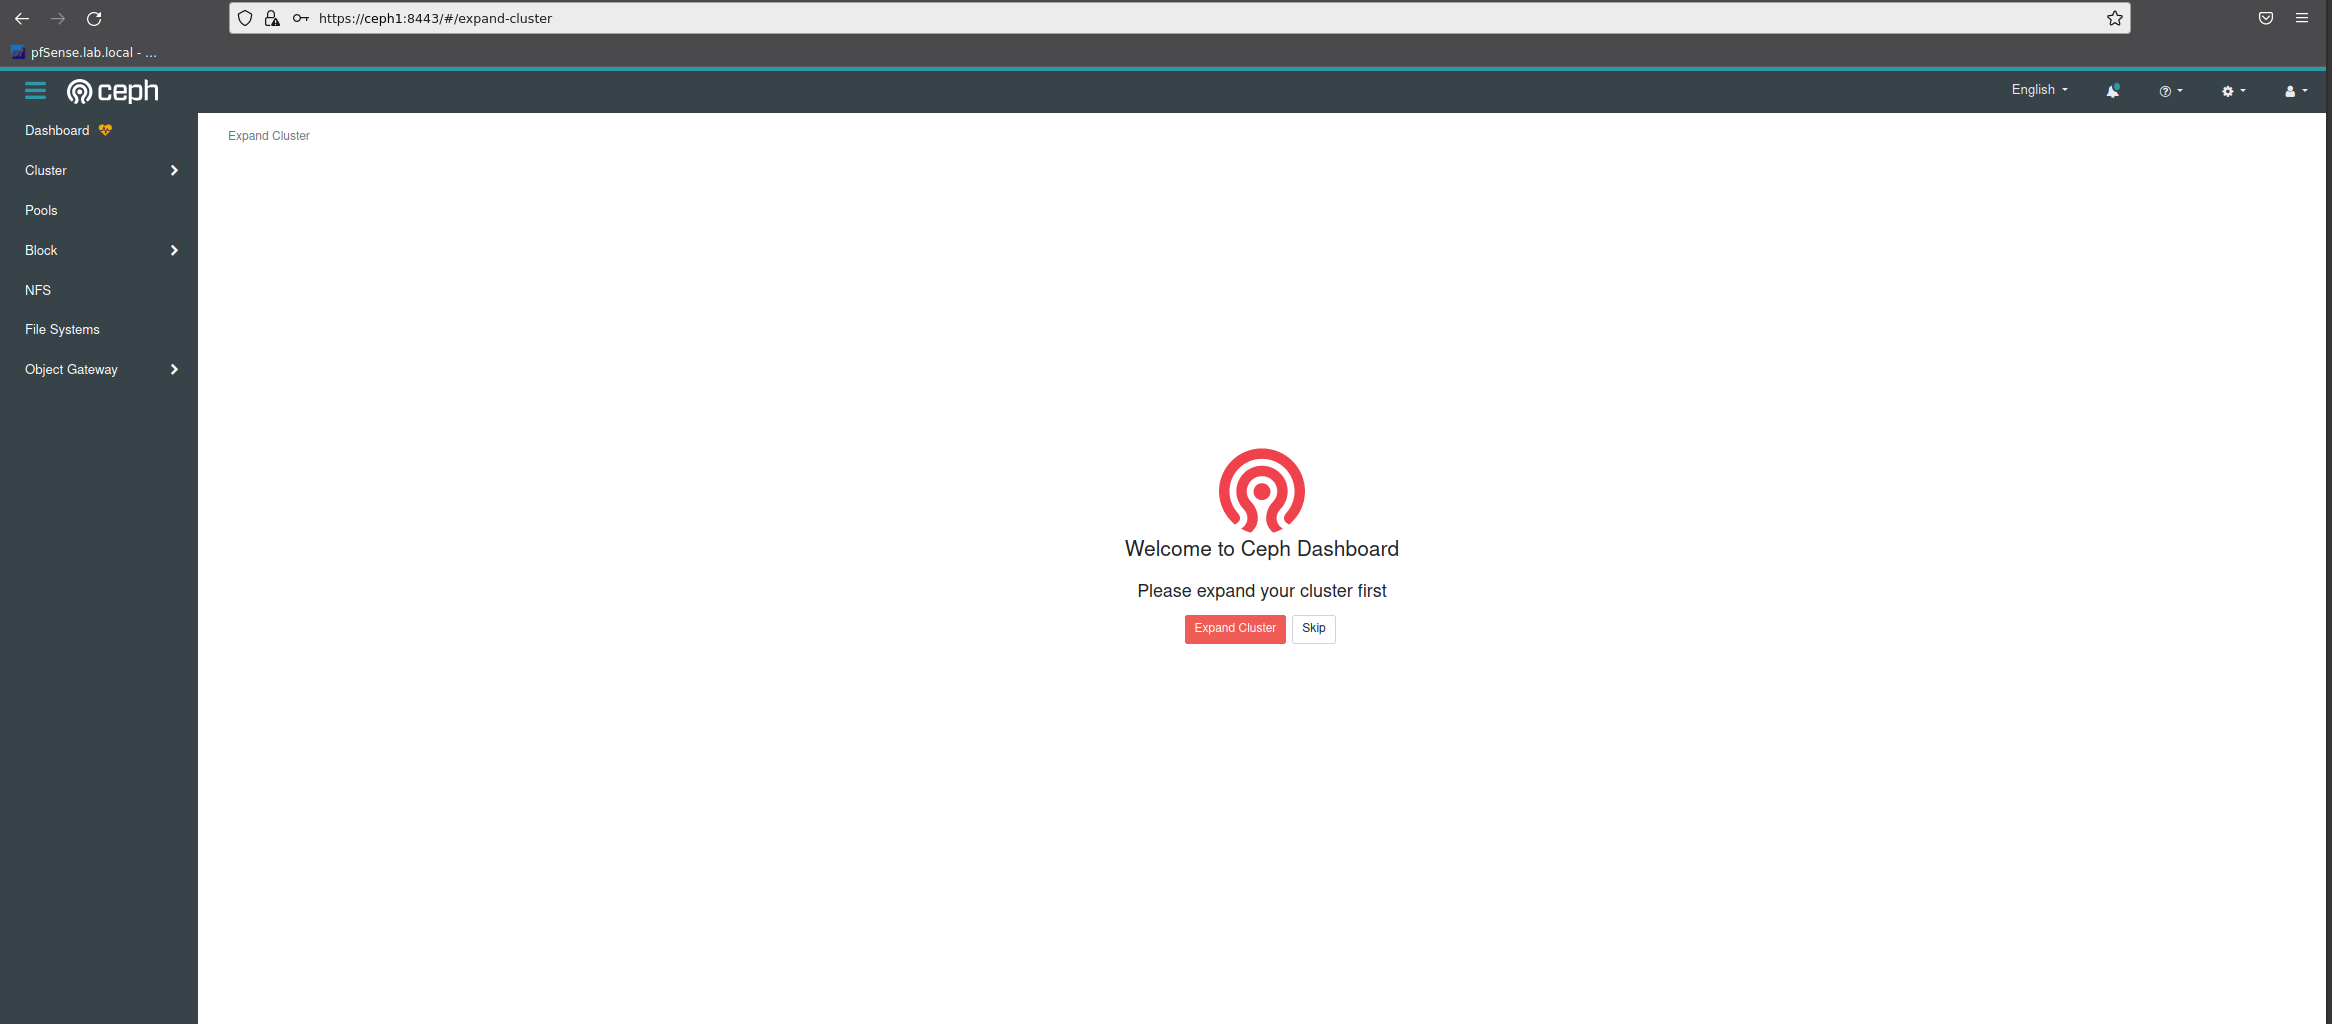 https://ceph1:8443/#/expand-cluster
pfSense.lab.local - ...
ceph
English
Dashboard
Cluster
Pools
Block
NFS
File Systems
Object Gateway
Expand Cluster
Welcome to Ceph Dashboard
Please expand your cluster first
Expand Cluster
Skip